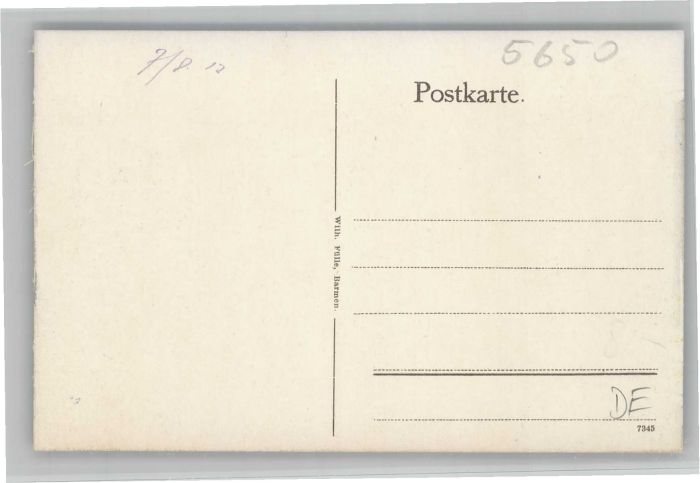 7/8. 12
5650
Postkarte.
Wilh. Fülle, Barmen.
DE
7345